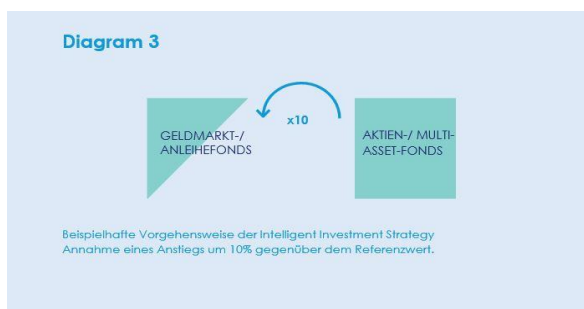 Diagram 3
x10
GELDMARKT-/
ANLEIHEFONDS
AKTIEN-/ MULTI-
ASSET-FONDS
Beispielhafte Vorgehensweise der Intelligent Investment Strategy
Annahme eines Anstiegs um 10% gegenüber dem Referenzwert.